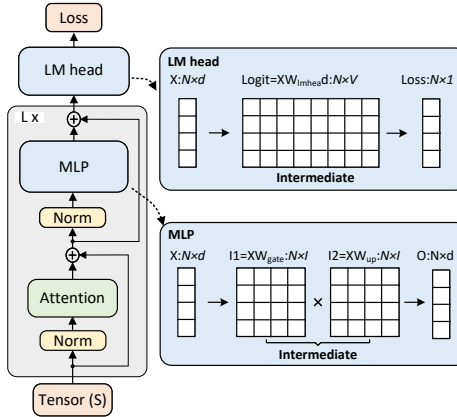 Loss
LM head
L x
MLP
Norm
Attention
Norm
Tensor (S)
LM head
X:N×d
Logit=XWlmhead:N×V
Loss:N×1
Intermediate
MLP
X:N×d
I1=XWgate:N×I
I2=XWup:N×I
O:N×d
×
Intermediate